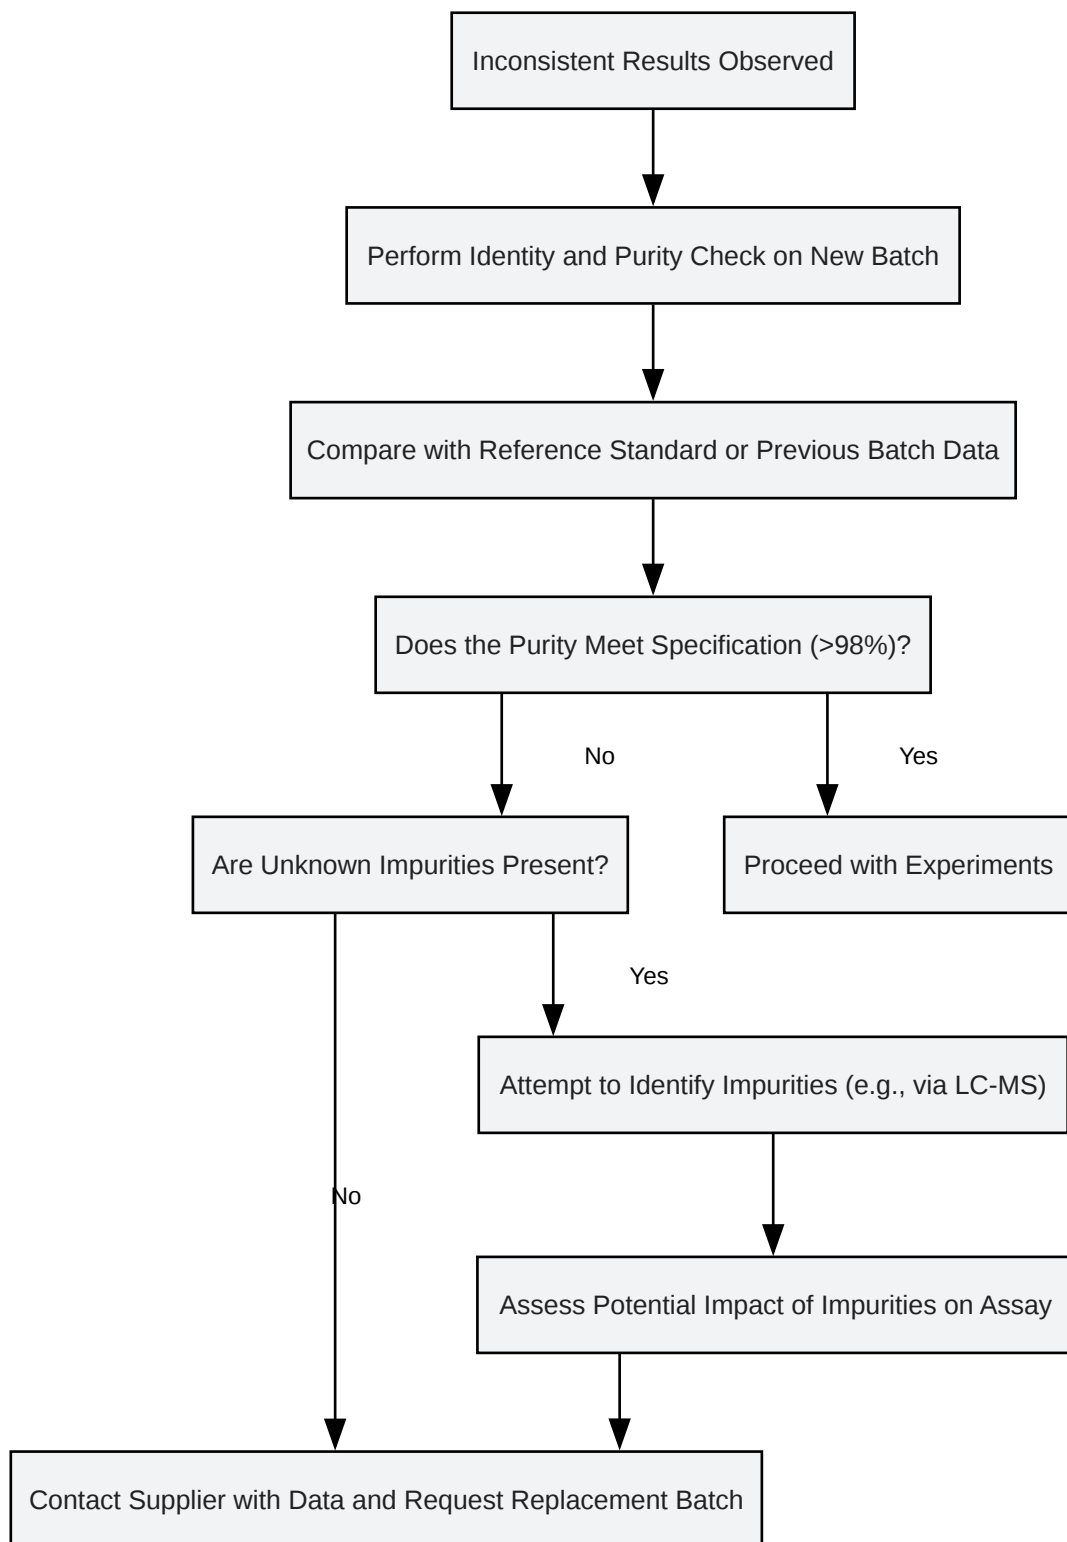 Inconsistent Results Observed
Perform Identity and Purity Check on New Batch
Compare with Reference Standard or Previous Batch Data
Does the Purity Meet Specification (>98%)?
No
Yes
Are Unknown Impurities Present?
Proceed with Experiments
Yes
Attempt to Identify Impurities (e.g., via LC-MS)
No
Assess Potential Impact of Impurities on Assay
Contact Supplier with Data and Request Replacement Batch